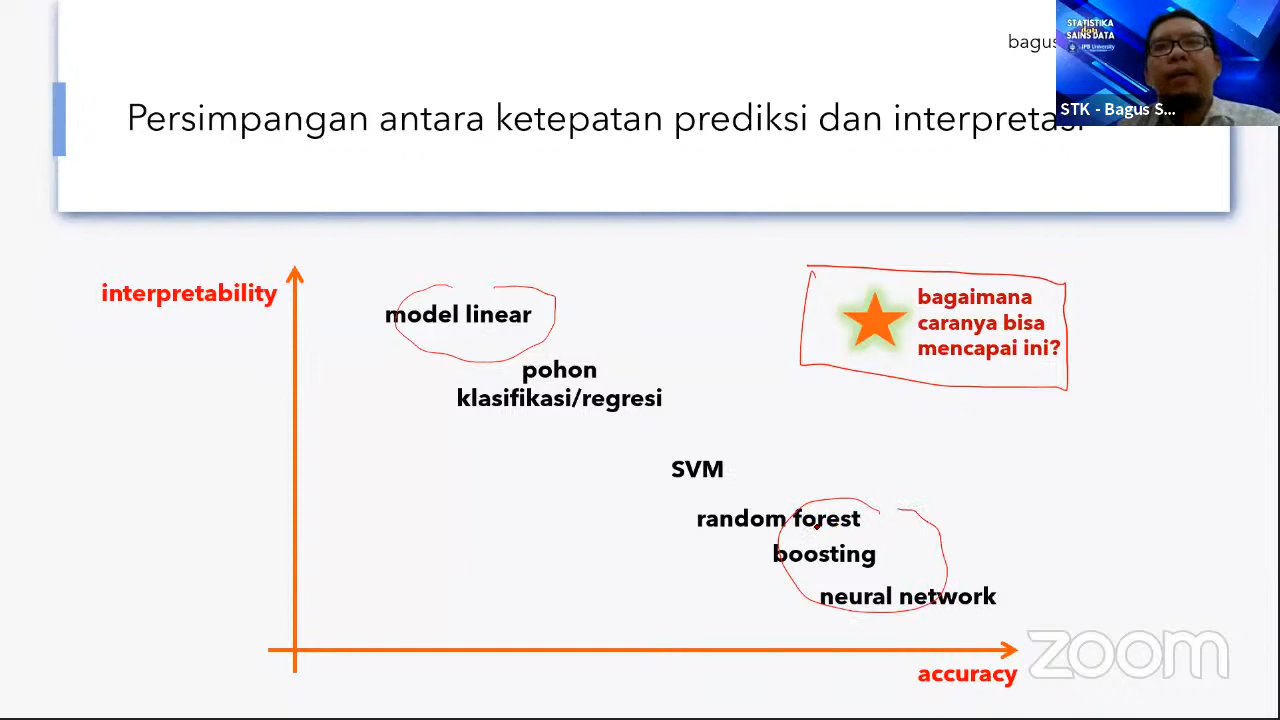 bagus
STATISTIKA
dan
SAINS DATA
IPB University
STK - Bagus S...
Persimpangan antara ketepatan prediksi dan interpretasi
interpretability
model linear
bagaimana
caranya bisa
mencapai ini?
pohon
klasifikasi/regresi
SVM
random forest
boosting
neural network
accuracy
zoom